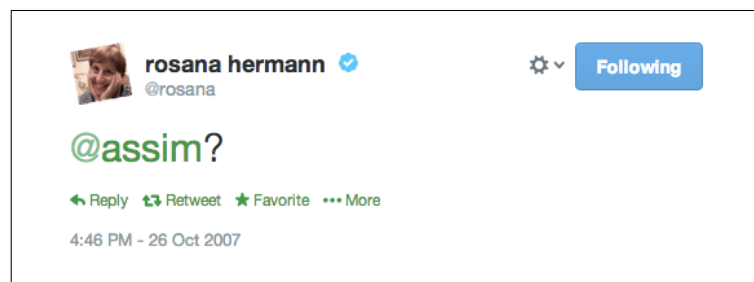 rosana hermann
@rosana
Following
@assim?
Reply Retweet Favorite More
4:46 PM - 26 Oct 2007